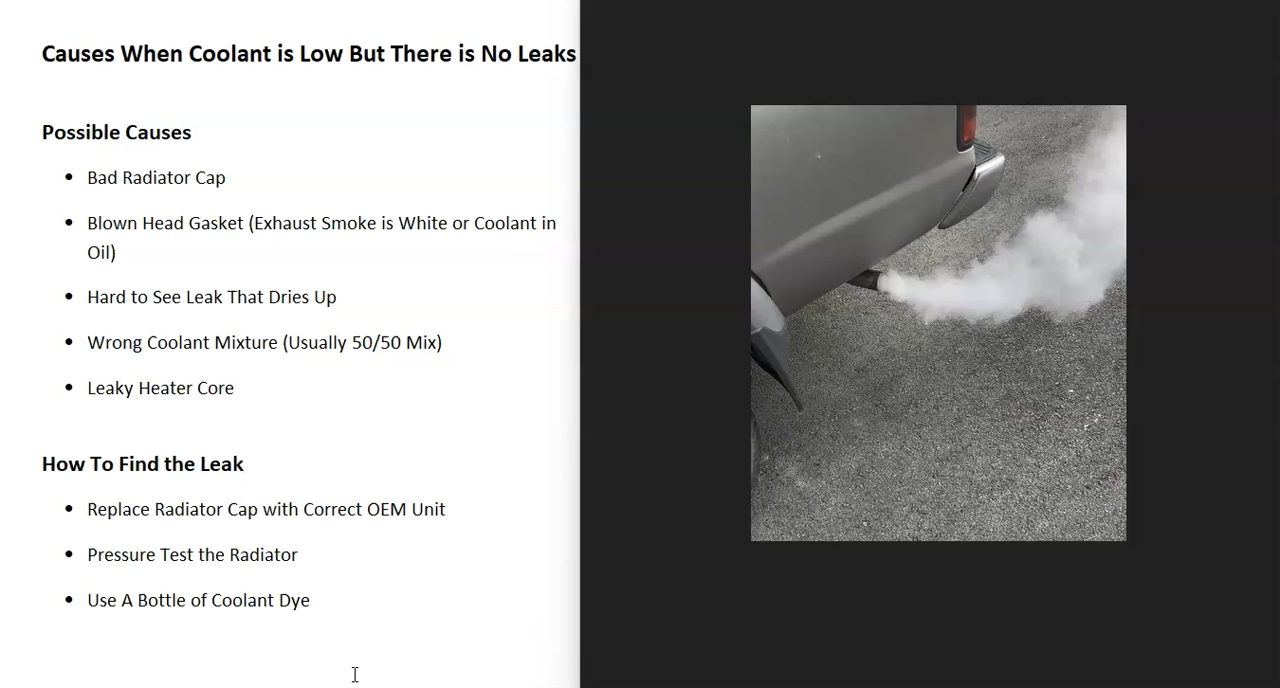 Causes When Coolant is Low But There is No Leaks
Possible Causes
• Bad Radiator Cap
• Blown Head Gasket (Exhaust Smoke is White or Coolant in
Oil)
• Hard to See Leak That Dries Up
• Wrong Coolant Mixture (Usually 50/50 Mix)
• Leaky Heater Core
How To Find the Leak
• Replace Radiator Cap with Correct OEM Unit
• Pressure Test the Radiator
• Use A Bottle of Coolant Dye